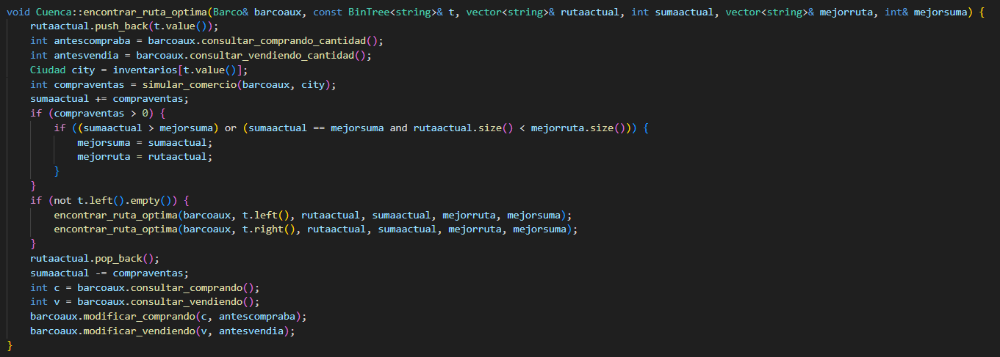 void Cuenca::encontrar_ruta_optima(Barco& barcoaux, const BinTree<string>& t, vector<string>& rutaactual, int sumaactual, vector<string>& mejorruta, int& mejorsuma) {
    rutaactual.push_back(t.value());
    int antescompraba = barcoaux.consultar_comprando_cantidad();
    int antesvendia = barcoaux.consultar_vendiendo_cantidad();
    Ciudad city = inventarios[t.value()];
    int compraventas = simular_comercio(barcoaux, city);
    sumaactual += compraventas;
    if (compraventas > 0) {
        if ((sumaactual > mejorsuma) or (sumaactual == mejorsuma and rutaactual.size() < mejorruta.size())) {
            mejorsuma = sumaactual;
            mejorruta = rutaactual;
        }
    }
    if (not t.left().empty()) {
        encontrar_ruta_optima(barcoaux, t.left(), rutaactual, sumaactual, mejorruta, mejorsuma);
        encontrar_ruta_optima(barcoaux, t.right(), rutaactual, sumaactual, mejorruta, mejorsuma);
    }
    rutaactual.pop_back();
    sumaactual -= compraventas;
    int c = barcoaux.consultar_comprando();
    int v = barcoaux.consultar_vendiendo();
    barcoaux.modificar_comprando(c, antescompraba);
    barcoaux.modificar_vendiendo(v, antesvendia);
}